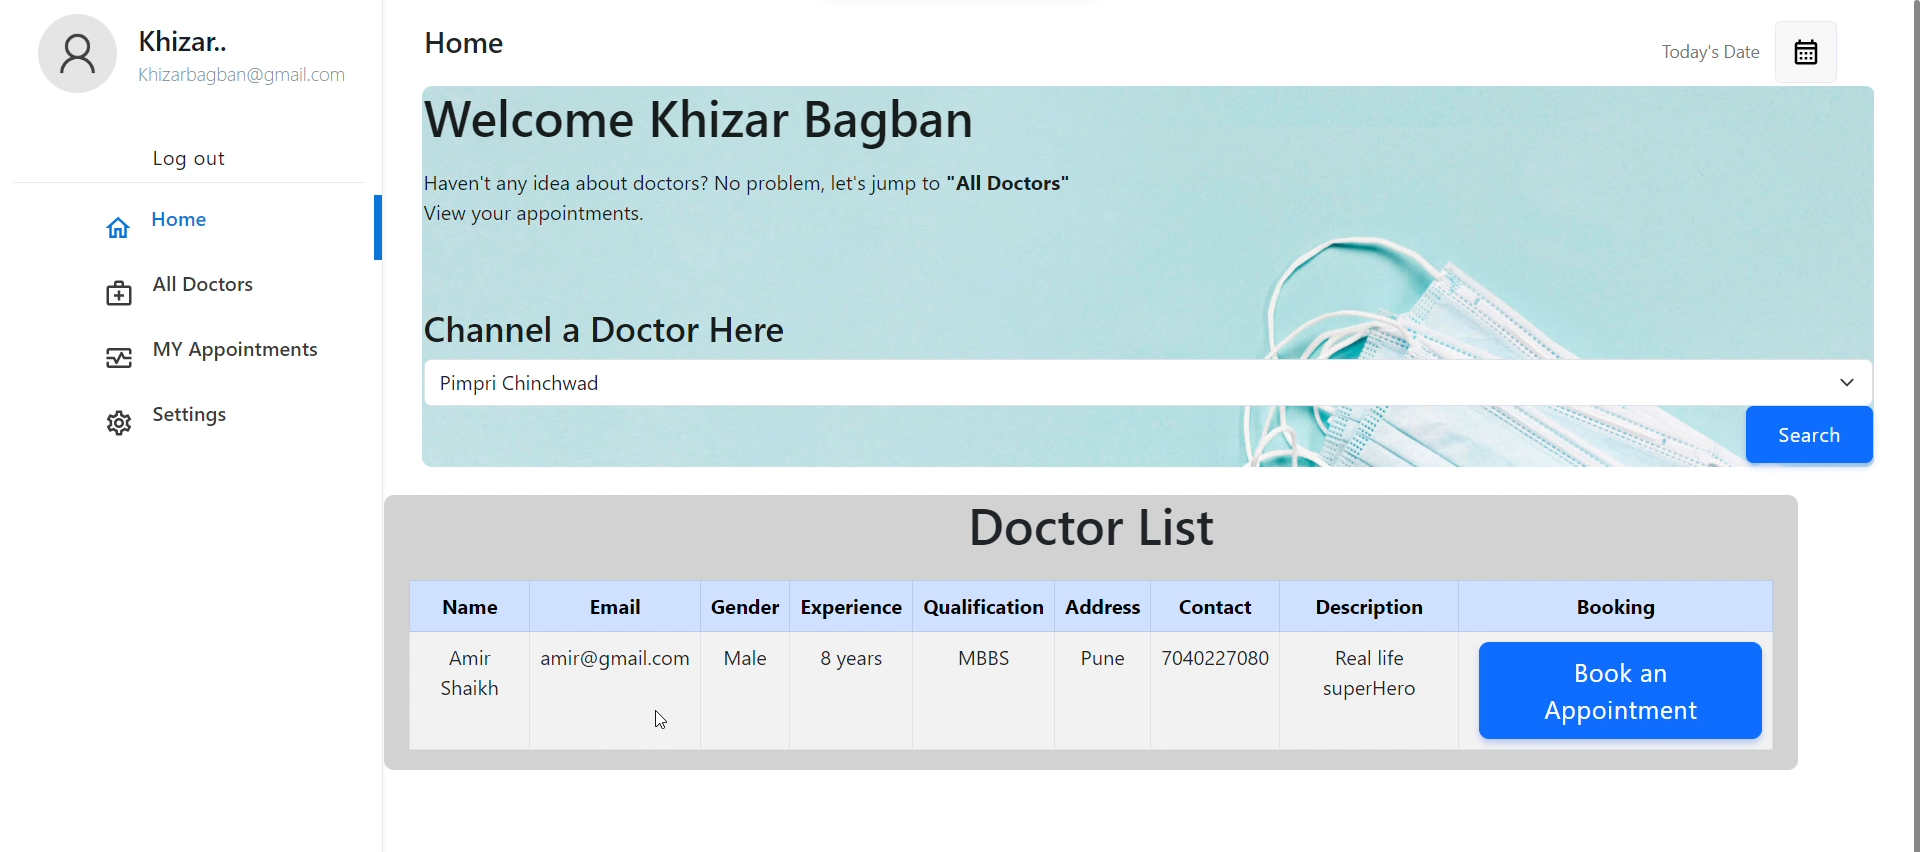 Khizar..
Khizarbagban@gmail.com
Log out
Home
All Doctors
MY Appointments
Settings
Home
Today's Date
Welcome Khizar Bagban
Haven't any idea about doctors? No problem, let's jump to "All Doctors"
View your appointments.
Channel a Doctor Here
Pimpri Chinchwad
Search
Doctor List
Name Email Gender Experience Qualification Address Contact Description Booking
Amir amir@gmail.com Male 8 years MBBS Pune 7040227080 Real life Book an
Shaikh superHero Appointment